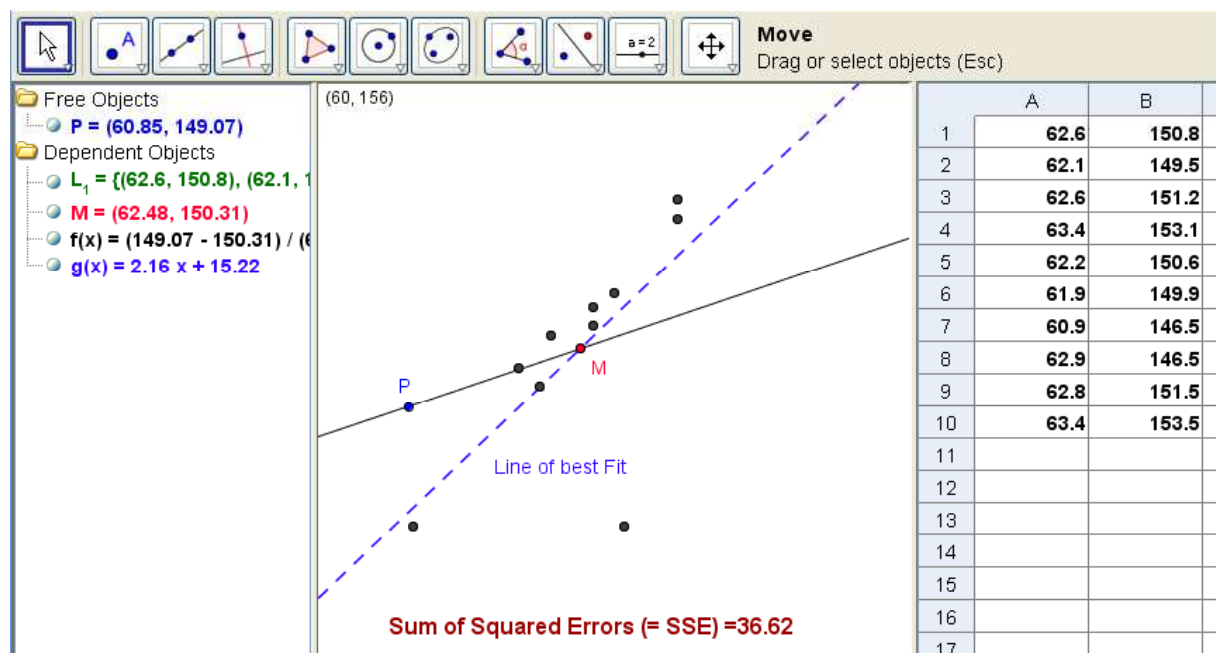 A
α
a=2
Move
Drag or select objects (Esc)
Free Objects
P = (60.85, 149.07)
Dependent Objects
L1 = {(62.6, 150.8), (62.1, 1
M = (62.48, 150.31)
f(x) = (149.07 - 150.31) / (6
g(x) = 2.16 x + 15.22
(60, 156)
P
M
Line of best Fit
Sum of Squared Errors (= SSE) =36.62
A B
1 62.6 150.8
2 62.1 149.5
3 62.6 151.2
4 63.4 153.1
5 62.2 150.6
6 61.9 149.9
7 60.9 146.5
8 62.9 146.5
9 62.8 151.5
10 63.4 153.5
11
12
13
14
15
16
17